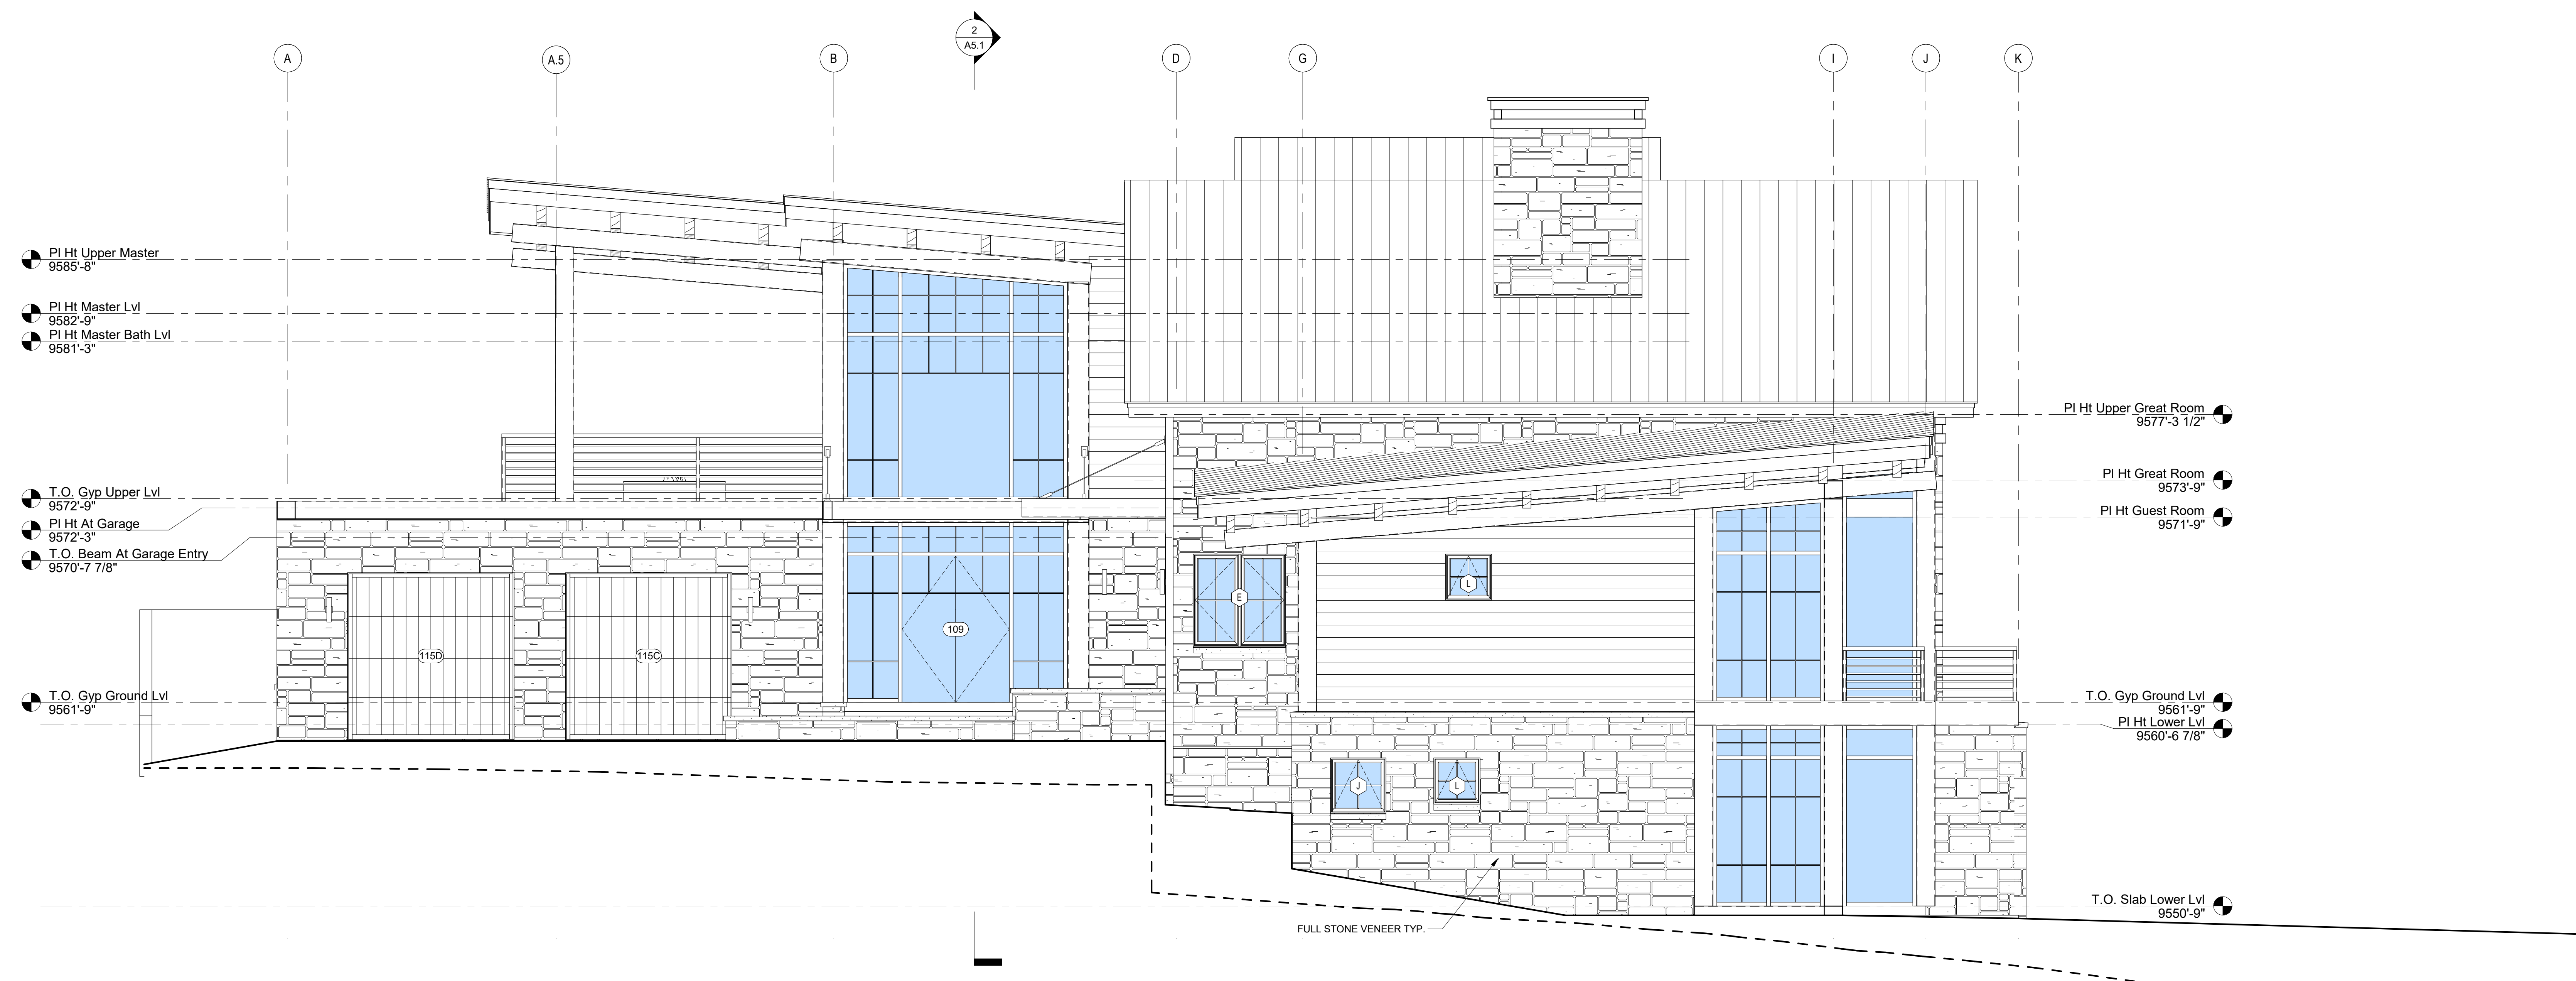 2
A5.1
A
A.5
B
D
G
I
J
K
Pl Ht Upper Master
9585'-8"
Pl Ht Master Lvl
9582'-9"
Pl Ht Master Bath Lvl
9581'-3"
Pl Ht Upper Great Room
9577'-3 1/2"
Pl Ht Great Room
9573'-9"
T.O. Gyp Upper Lvl
9572'-9"
Pl Ht Guest Room
9571'-9"
Pl Ht At Garage
9572'-3"
T.O. Beam At Garage Entry
9570'-7 7/8"
L
E
109
115D
115C
T.O. Gyp Ground Lvl
9561'-9"
T.O. Gyp Ground Lvl
9561'-9"
Pl Ht Lower Lvl
9560'-6 7/8"
J
L
T.O. Slab Lower Lvl
9550'-9"
FULL STONE VENEER TYP.